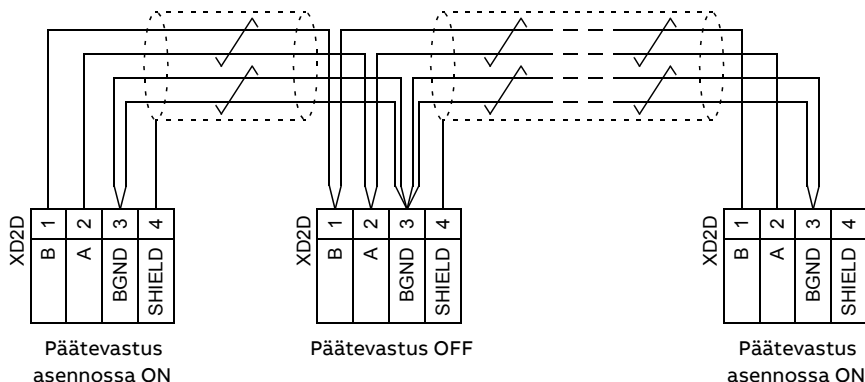 XD2D
1 2 3 4
B A BGND SHIELD
Päätevastus
asennossa ON
XD2D
1 2 3 4
B A BGND SHIELD
Päätevastus OFF
XD2D
1 2 3 4
B A BGND SHIELD
Päätevastus
asennossa ON